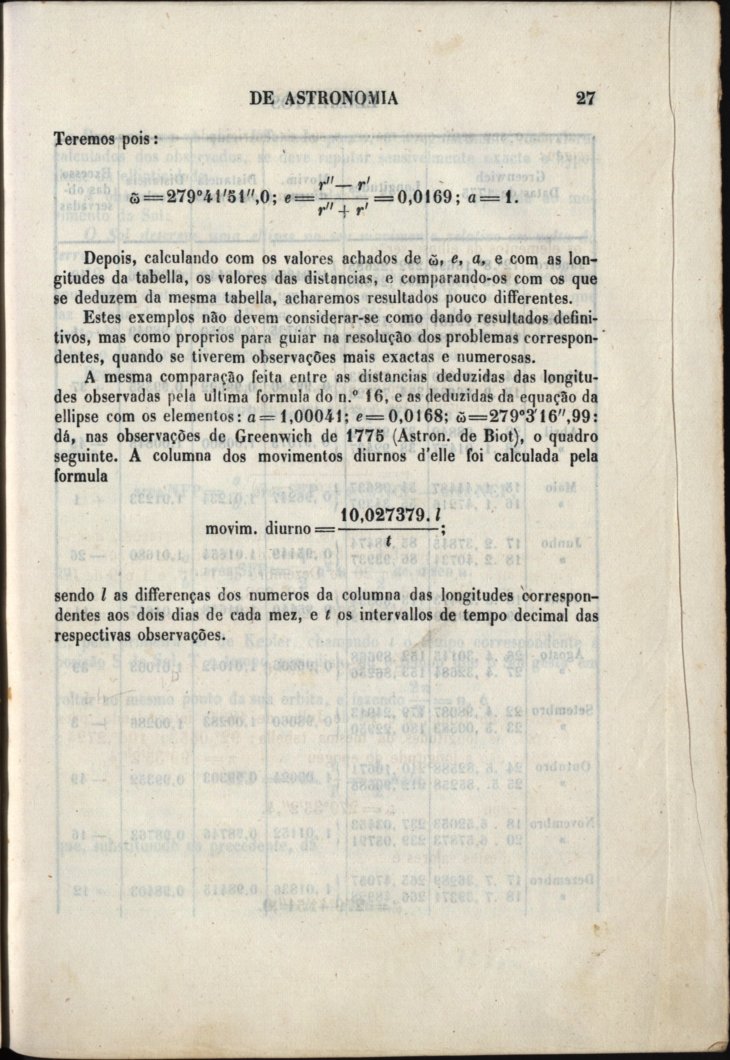 DE ASTRONOMIA 27
Teremos pois:
ω̃=279°41′51″,0; e= (r″ — r′)/(r″ + r′) =0,0169; a=1.
Depois, calculando com os valores achados de ω̃, e, a, e com as lon-
gitudes da tabella, os valores das distancias, e comparando-os com os que
se deduzem da mesma tabella, acharemos resultados pouco differentes.
Estes exemplos não devem considerar-se como dando resultados defini-
tivos, mas como proprios para guiar na resolução dos problemas correspon-
dentes, quando se tiverem observações mais exactas e numerosas.
A mesma comparação feita entre as distancias deduzidas das longitu-
des observadas pela ultima formula do n.º 16, e as deduzidas da equação da
ellipse com os elementos: a=1,00041; e=0,0168; ω̃=279°3′16″,99:
dá, nas observações de Greenwich de 1775 (Astron. de Biot), o quadro
seguinte. A columna dos movimentos diurnos d'elle foi calculada pela
formula
movim. diurno= 10,027379. l / t ;
sendo l as differenças dos numeros da columna das longitudes correspon-
dentes aos dois dias de cada mez, e t os intervallos de tempo decimal das
respectivas observações.